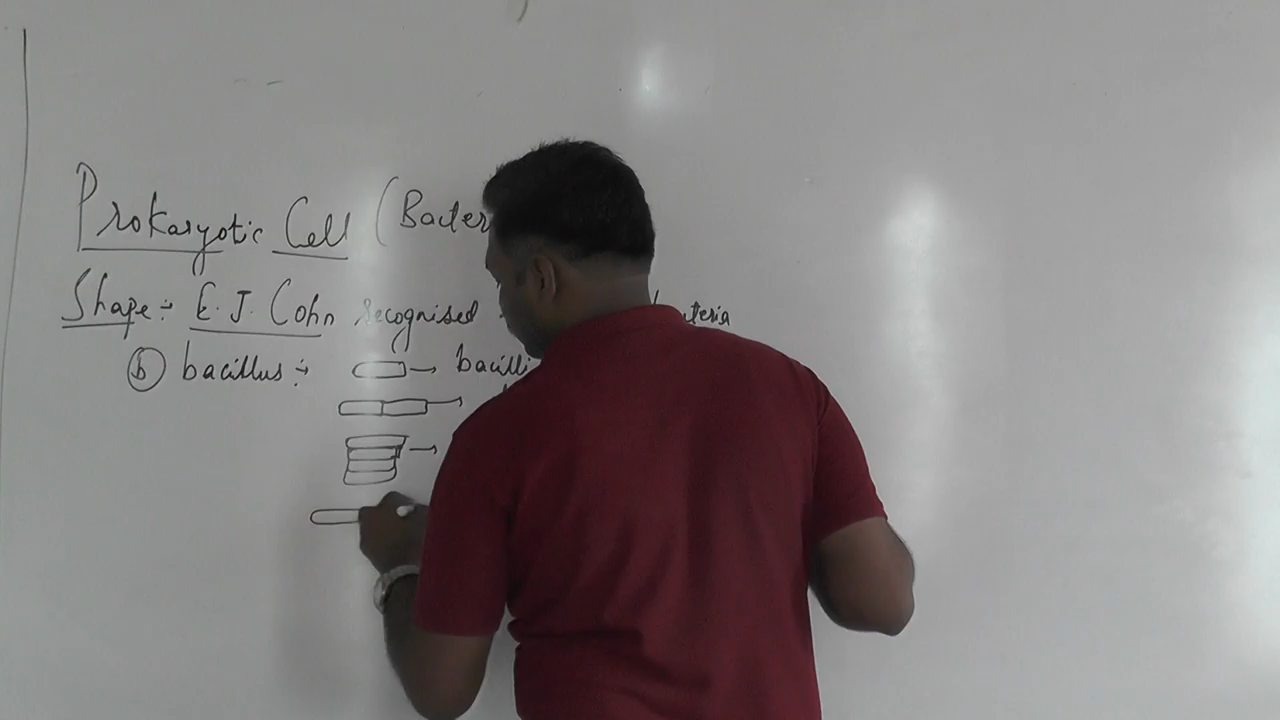 Prokaryotic Cell (Bacter
Shape :- E. J. Cohn recognised
ⓑ bacillus :- → bacilli